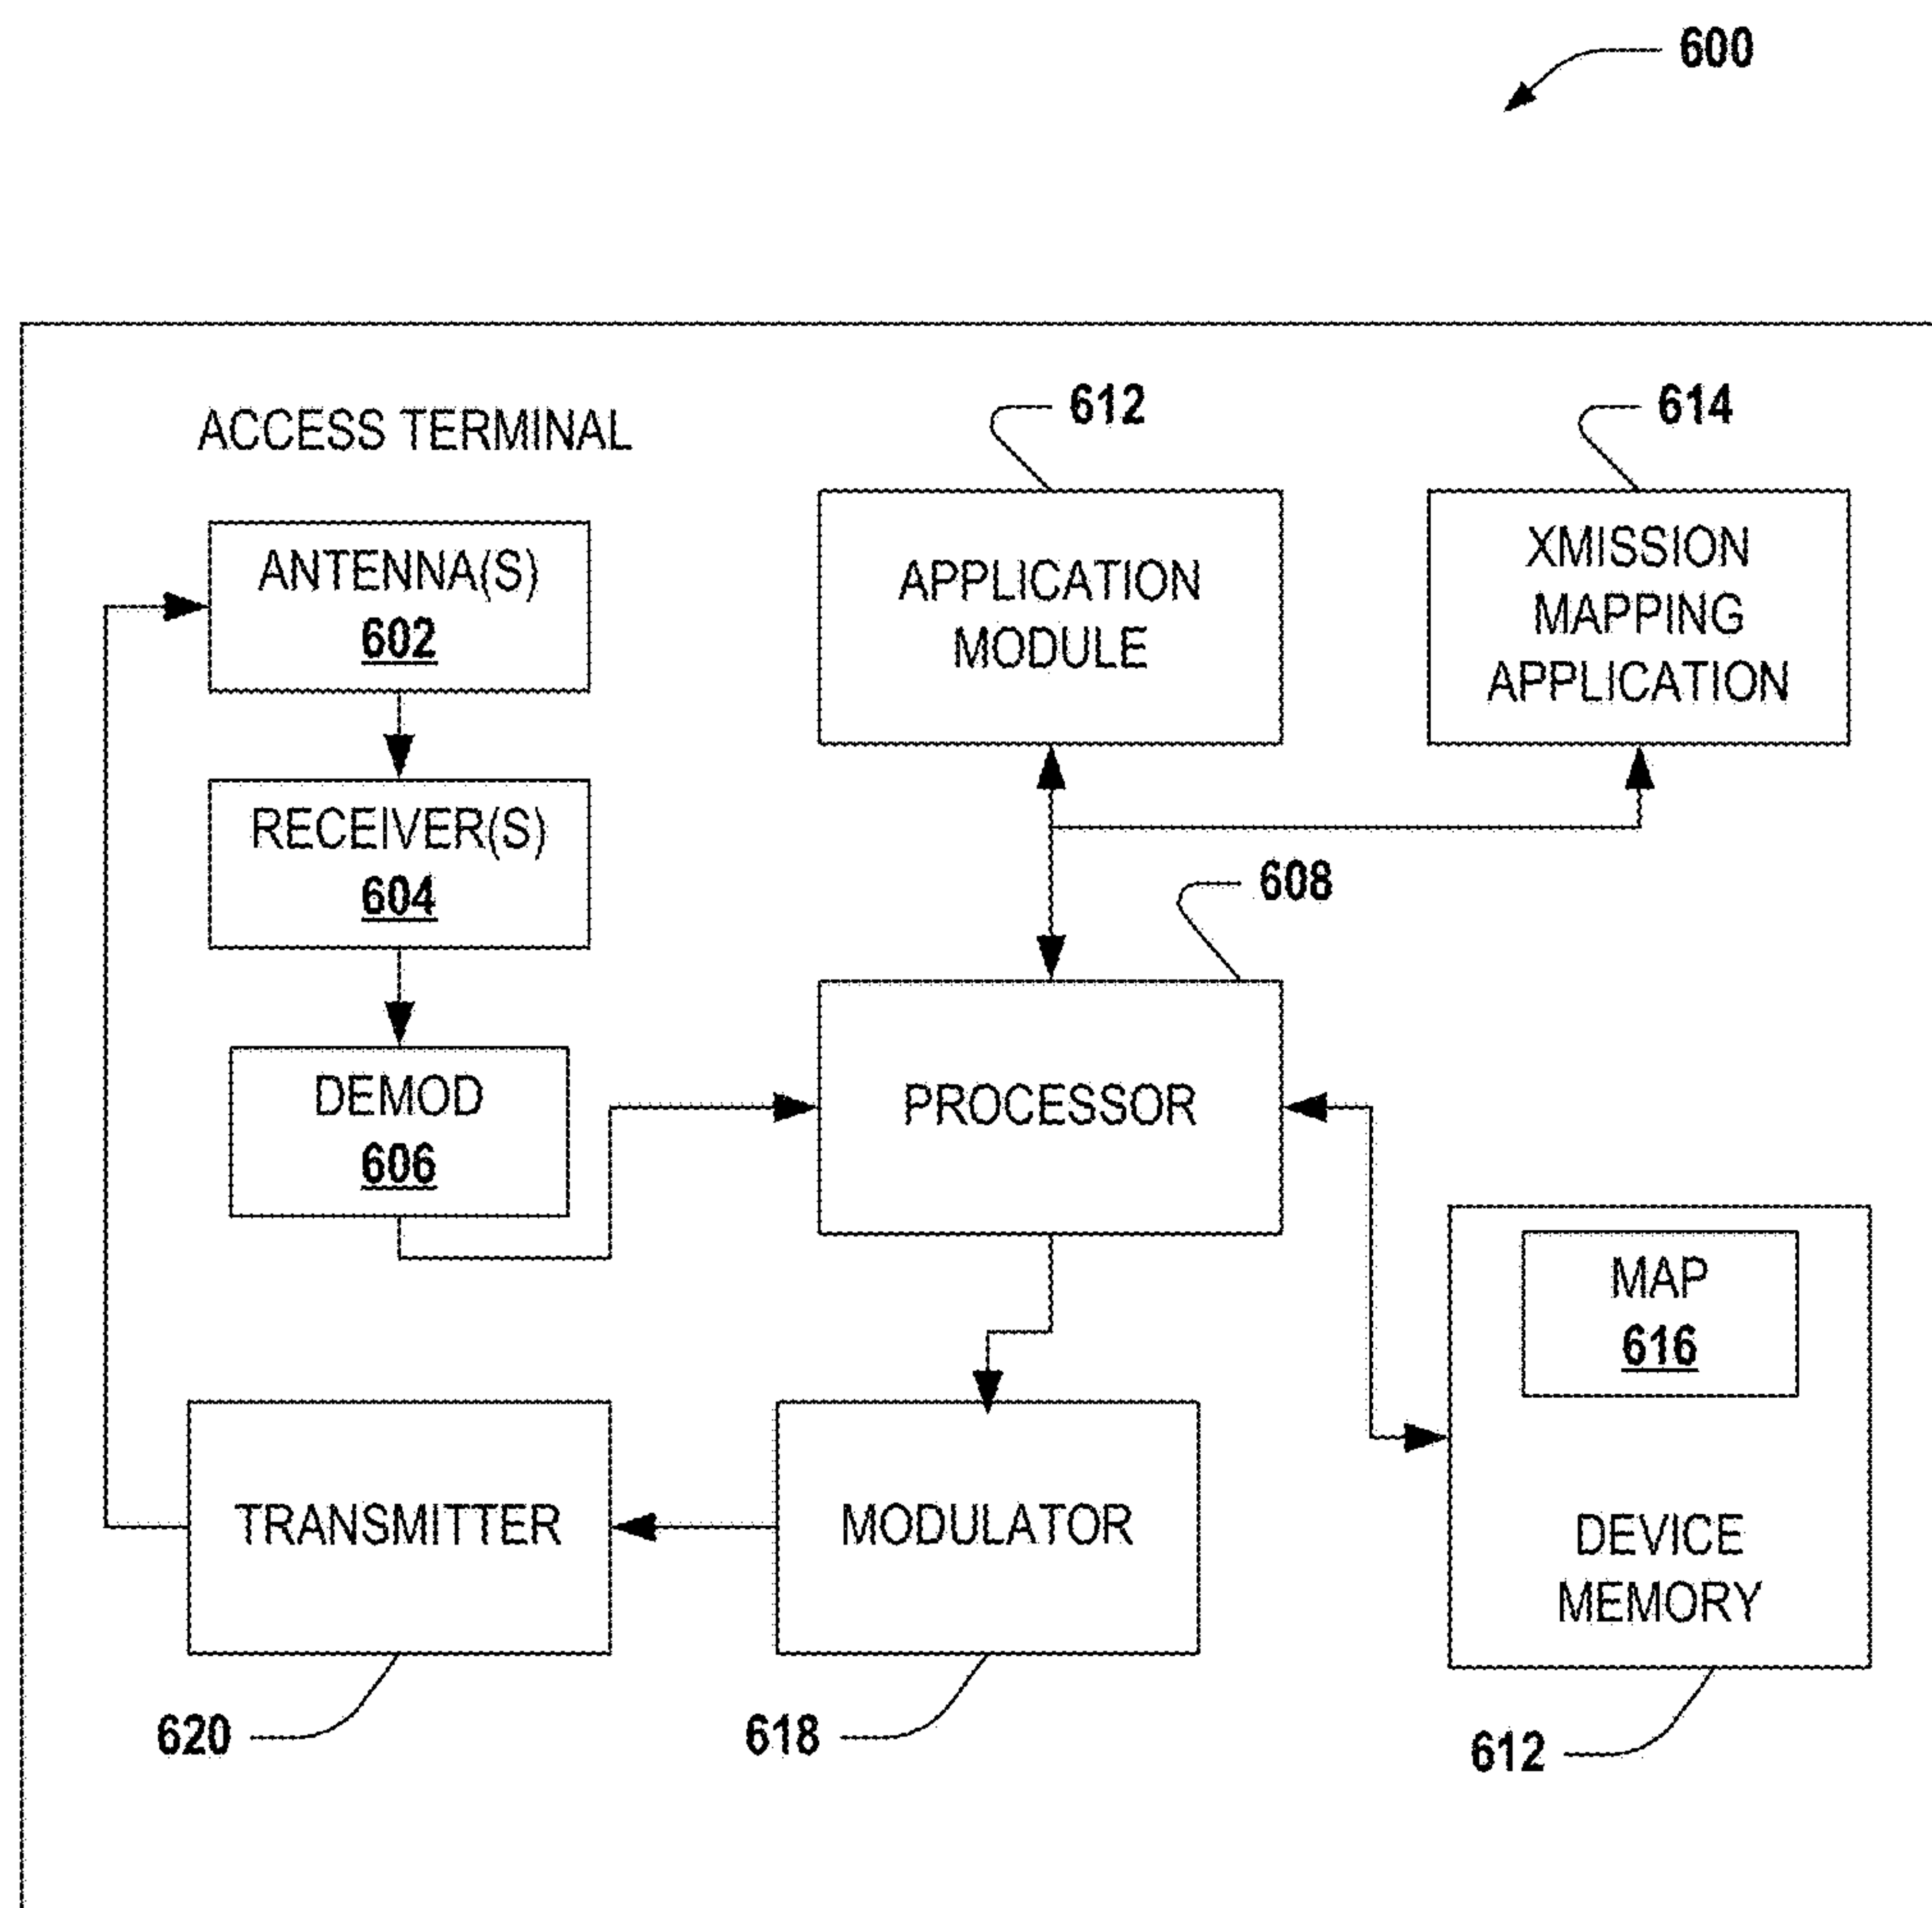 600
ACCESS TERMINAL
612
614
ANTENNA(S)
602
APPLICATION
MODULE
XMISSION
MAPPING
APPLICATION
RECEIVER(S)
604
608
DEMOD
606
PROCESSOR
MAP
616
DEVICE
MEMORY
TRANSMITTER
MODULATOR
620
618
612